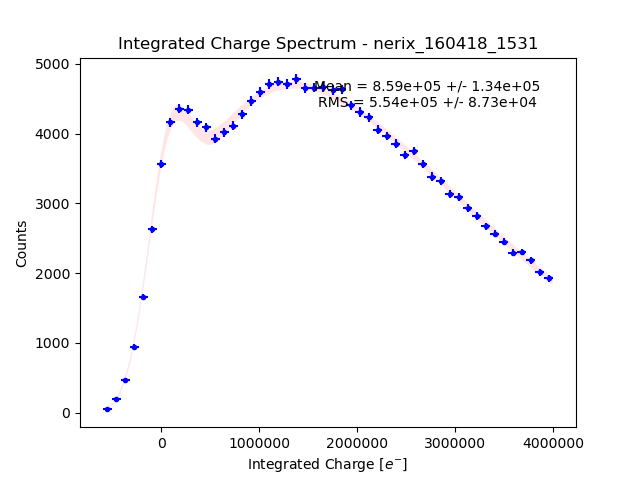 Integrated Charge Spectrum - nerix_160418_1531
Mean = 8.59e+05 +/- 1.34e+05
RMS = 5.54e+05 +/- 8.73e+04
Counts
5000
4000
3000
2000
1000
0
0 1000000 2000000 3000000 4000000
Integrated Charge [e⁻]